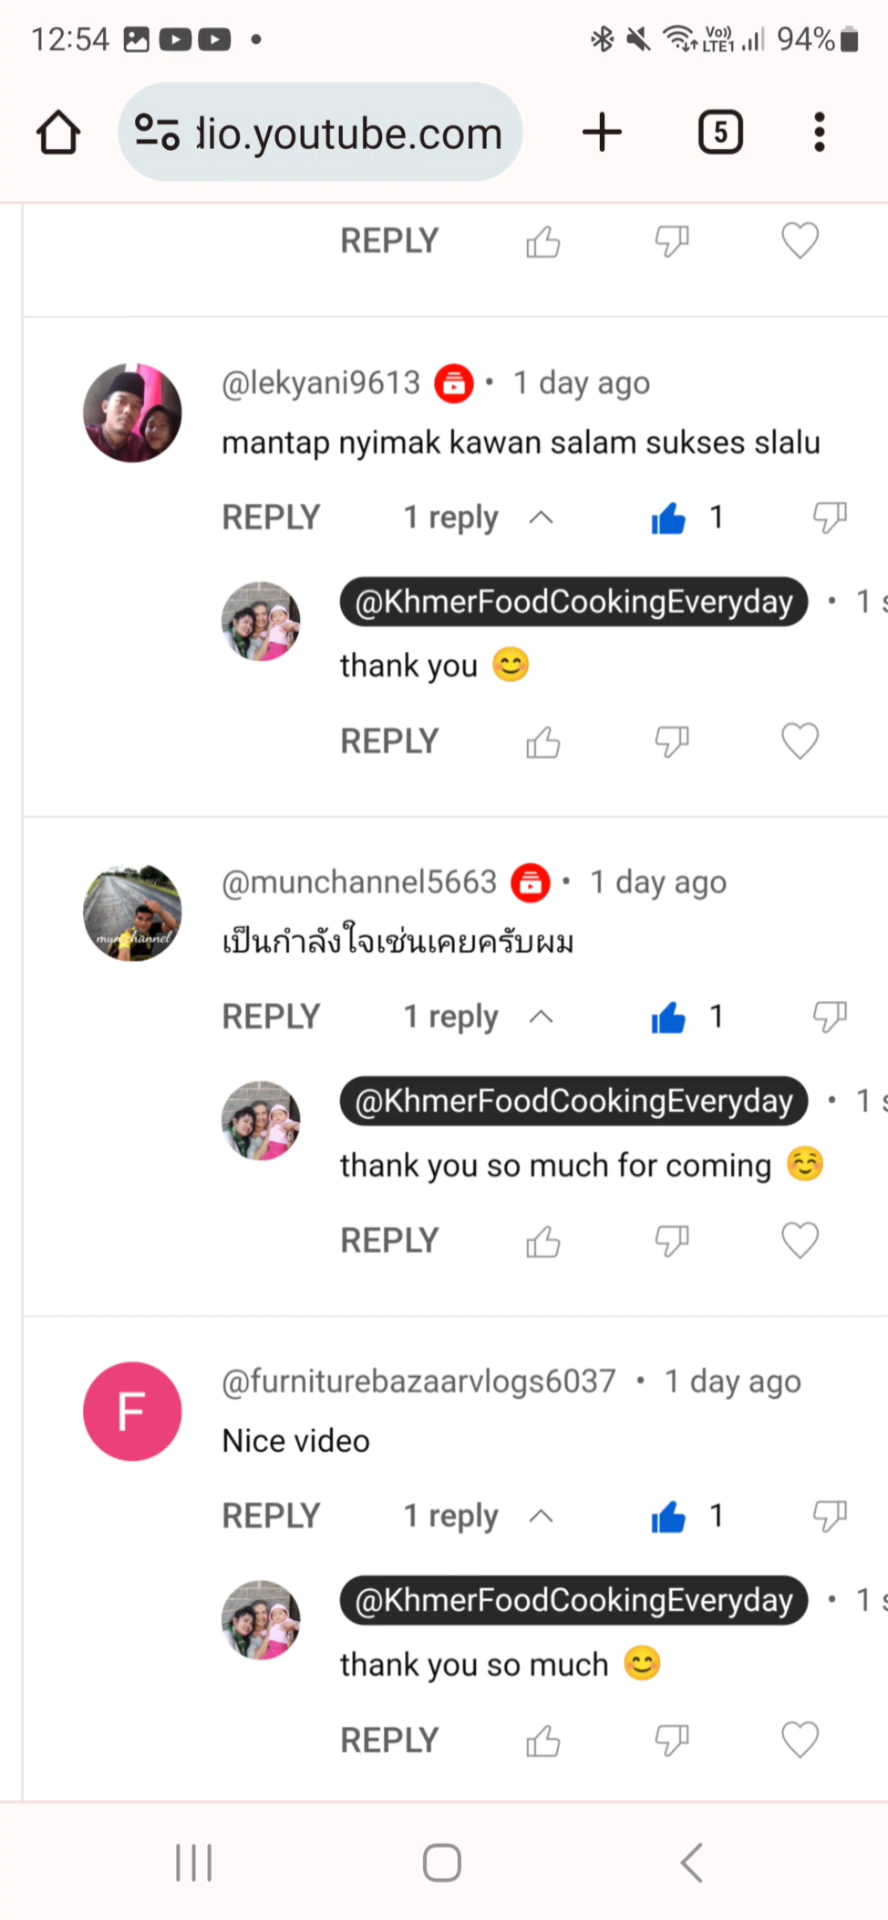 12:54 Vo)) LTE1 94%
dio.youtube.com 5
REPLY
@lekyani9613 • 1 day ago
mantap nyimak kawan salam sukses slalu
REPLY 1 reply 1
@KhmerFoodCookingEveryday • 1 s
thank you 😊
REPLY
@munchannel5663 • 1 day ago
munchannel
เป็นกำลังใจเช่นเคยครับผม
REPLY 1 reply 1
@KhmerFoodCookingEveryday • 1 s
thank you so much for coming ☺️
REPLY
@furniturebazaarvlogs6037 • 1 day ago
F
Nice video
REPLY 1 reply 1
@KhmerFoodCookingEveryday • 1 s
thank you so much 😊
REPLY